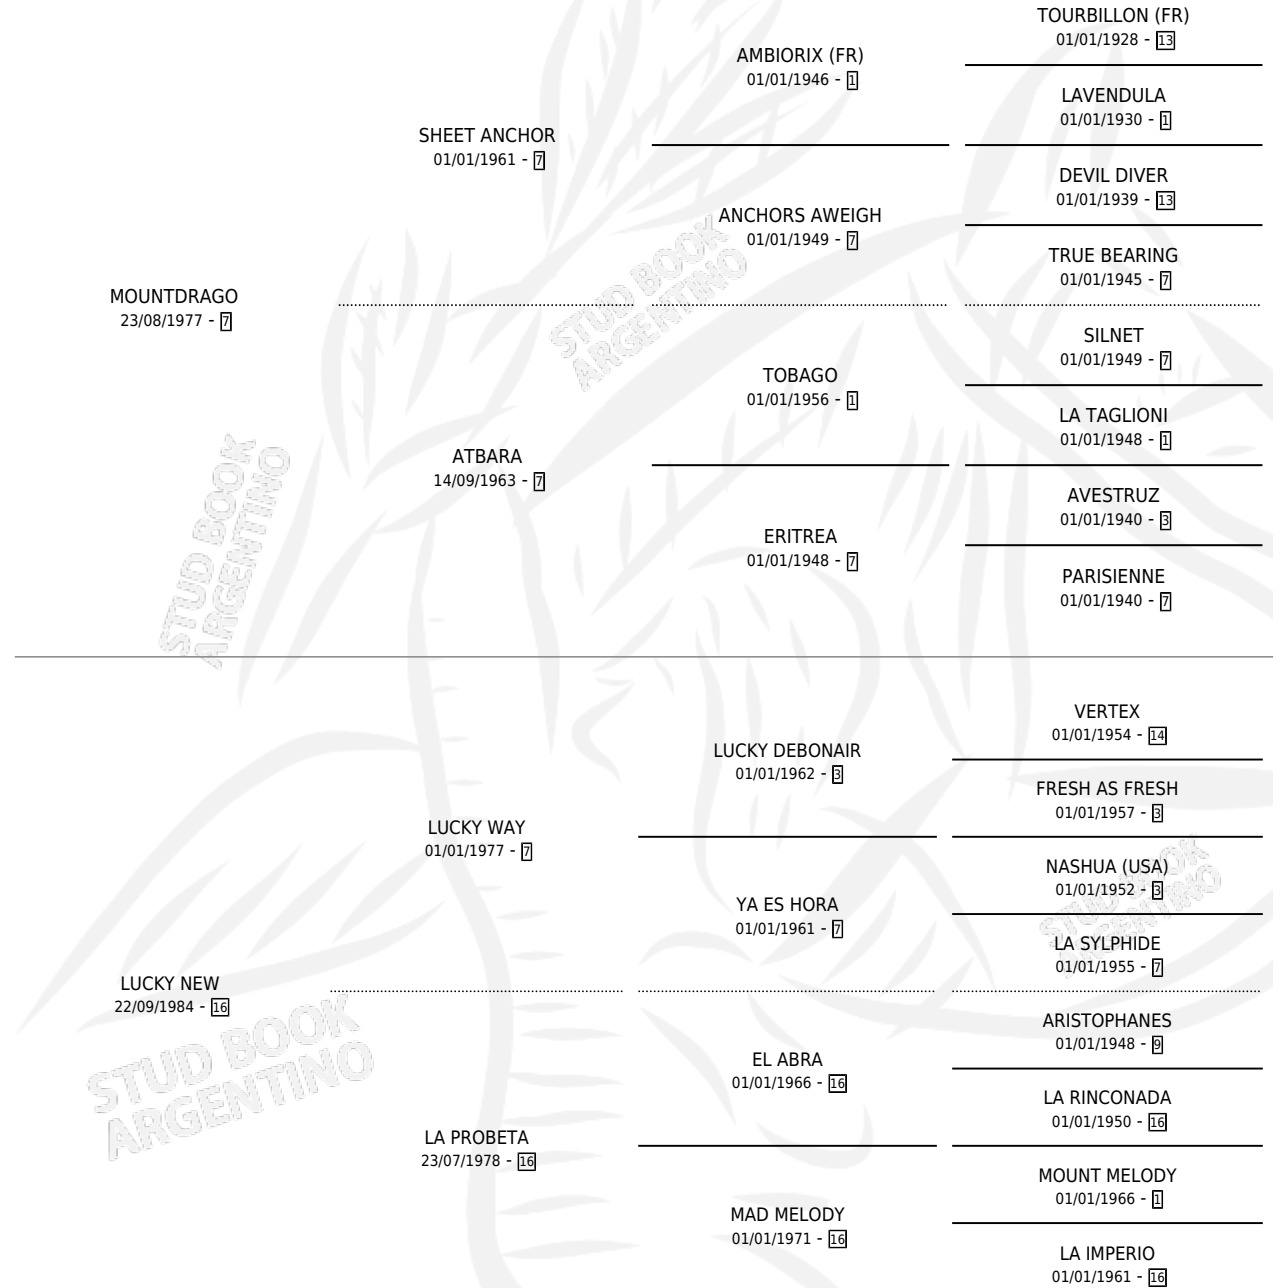 TOURBILLON (FR)
01/01/1928 - 13
AMBIORIX (FR)
01/01/1946 - 1
LAVENDULA
01/01/1930 - 1
SHEET ANCHOR
01/01/1961 - 7
DEVIL DIVER
01/01/1939 - 13
ANCHORS AWEIGH
01/01/1949 - 7
TRUE BEARING
01/01/1945 - 7
MOUNTDRAGO
23/08/1977 - 7
STUD BOOK
ARGENTINO
SILNET
01/01/1949 - 7
TOBAGO
01/01/1956 - 1
LA TAGLIONI
01/01/1948 - 1
ATBARA
14/09/1963 - 7
AVESTRUZ
01/01/1940 - 3
ERITREA
01/01/1948 - 7
PARISIENNE
01/01/1940 - 7
STUD BOOK
ARGENTINO
VERTEX
01/01/1954 - 14
LUCKY DEBONAIR
01/01/1962 - 3
FRESH AS FRESH
01/01/1957 - 3
LUCKY WAY
01/01/1977 - 7
NASHUA (USA)
01/01/1952 - 3
YA ES HORA
01/01/1961 - 7
STUD BOOK
ARGENTINO
LA SYLPHIDE
01/01/1955 - 7
LUCKY NEW
22/09/1984 - 16
STUD BOOK
ARGENTINO
ARISTOPHANES
01/01/1948 - 9
EL ABRA
01/01/1966 - 16
LA RINCONADA
01/01/1950 - 16
LA PROBETA
23/07/1978 - 16
MOUNT MELODY
01/01/1966 - 1
MAD MELODY
01/01/1971 - 16
LA IMPERIO
01/01/1961 - 16